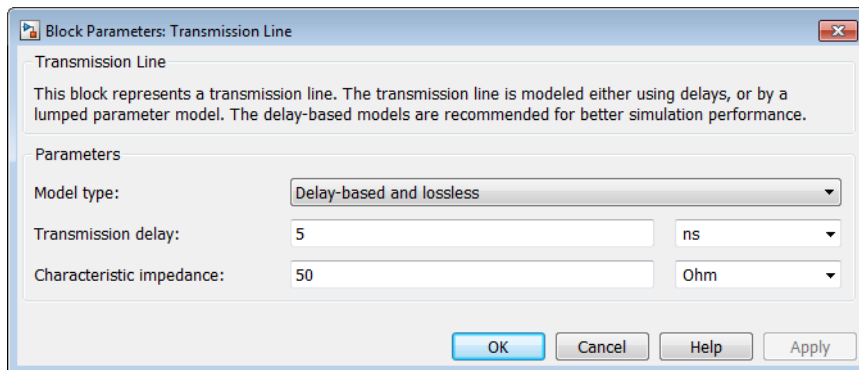 Block Parameters: Transmission Line
Transmission Line
This block represents a transmission line. The transmission line is modeled either using delays, or by a
lumped parameter model. The delay-based models are recommended for better simulation performance.
Parameters
Model type: Delay-based and lossless
Transmission delay: 5 ns
Characteristic impedance: 50 Ohm
OK Cancel Help Apply